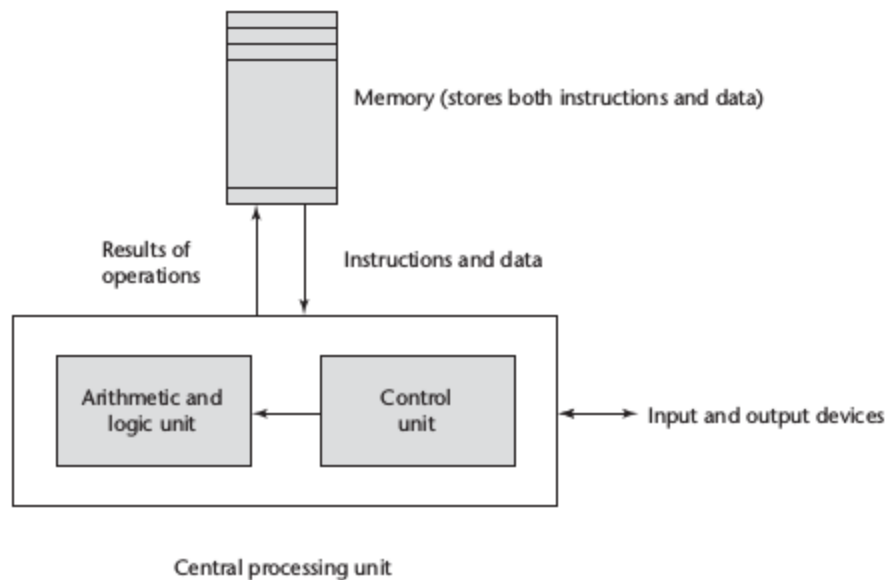 Memory (stores both instructions and data)
Results of
operations
Instructions and data
Arithmetic and
logic unit
Control
unit
Input and output devices
Central processing unit